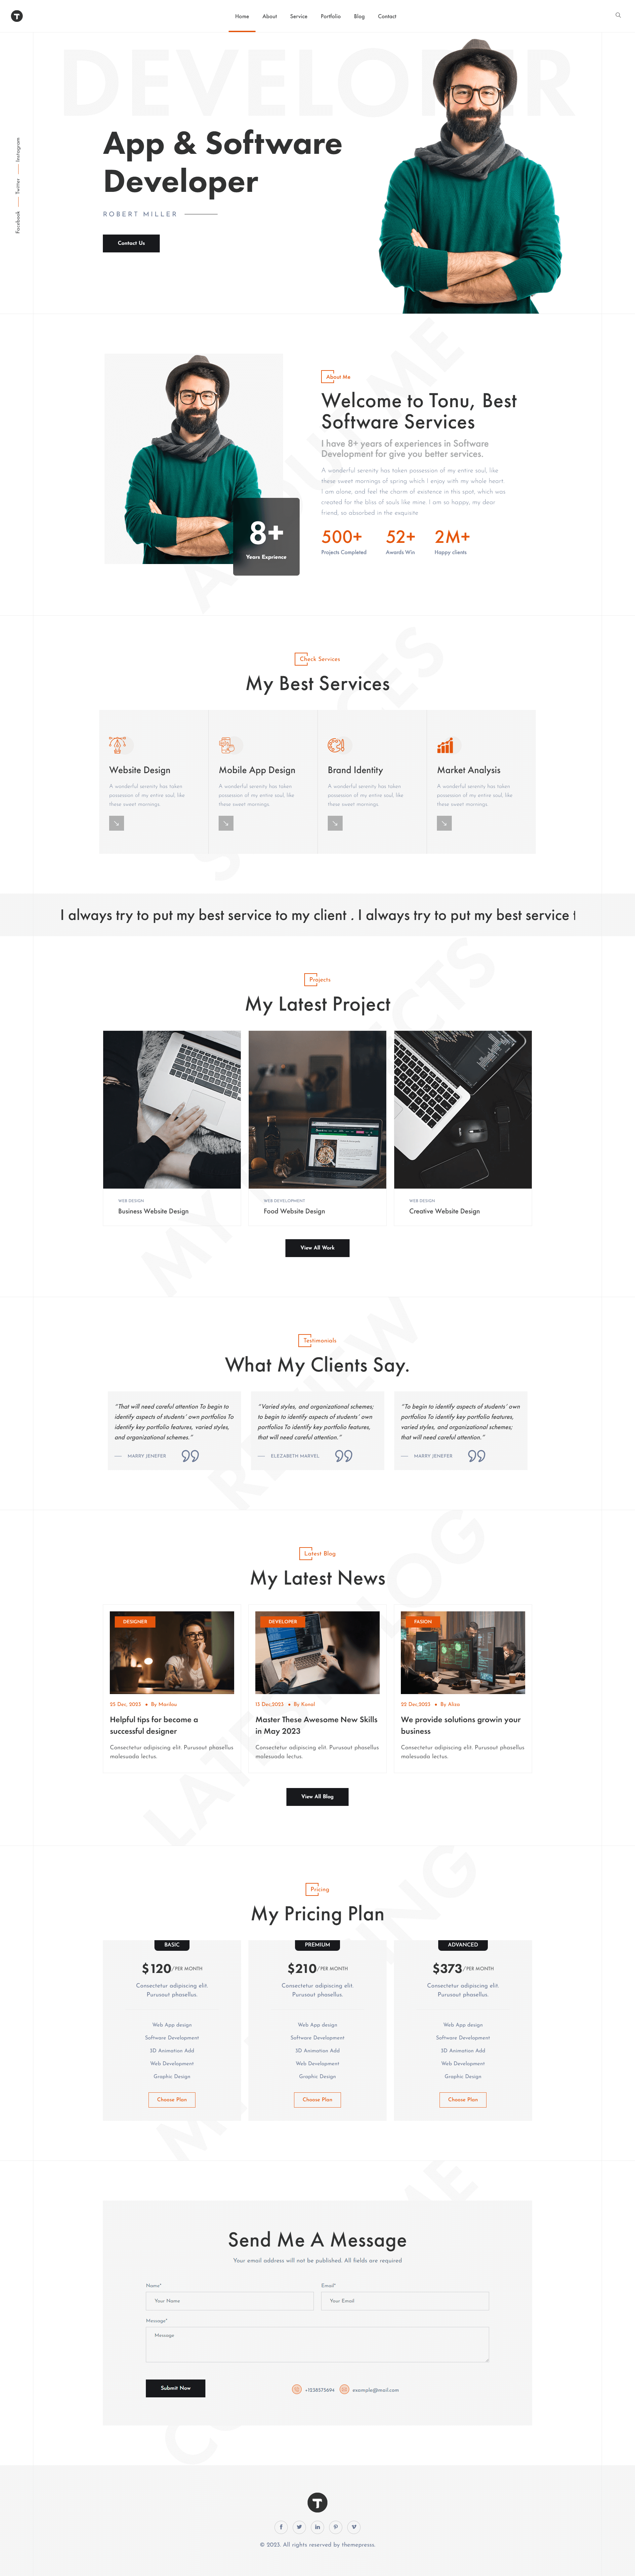 T
Home
About
Service
Portfolio
Blog
Contact
DEVELOPER
App & Software
Developer
ROBERT MILLER
Contact Us
Facebook
Twitter
Instagram
ABOUT ME
8+
Years Exprience
About Me
Welcome to Tonu, Best
Software Services
I have 8+ years of experiences in Software
Development for give you better services.
A wonderful serenity has taken possession of my entire soul, like
these sweet mornings of spring which I enjoy with my whole heart.
I am alone, and feel the charm of existence in this spot, which was
created for the bliss of souls like mine. I am so happy, my dear
friend, so absorbed in the exquisite
500+
Projects Completed
52+
Awards Win
2M+
Happy clients
SERVICES
Check Services
My Best Services
Website Design
A wonderful serenity has taken
possession of my entire soul, like
these sweet mornings.
Mobile App Design
A wonderful serenity has taken
possession of my entire soul, like
these sweet mornings.
Brand Identity
A wonderful serenity has taken
possession of my entire soul, like
these sweet mornings.
Market Analysis
A wonderful serenity has taken
possession of my entire soul, like
these sweet mornings.
I always try to put my best service to my client . I always try to put my best service
MY PROJECTS
Projects
My Latest Project
WEB DESIGN
Business Website Design
WEB DEVELOPMENT
Food Website Design
WEB DESIGN
Creative Website Design
View All Work
REVIEW
Testimonials
What My Clients Say.
“That will need careful attention To begin to
identify aspects of students’ own portfolios To
identify key portfolio features, varied styles,
and organizational schemes.”
MARRY JENEFER
“Varied styles, and organizational schemes;
to begin to identify aspects of students’ own
portfolios To identify key portfolio features,
that will need careful attention.”
ELEZABETH MARVEL
“To begin to identify aspects of students’ own
portfolios To identify key portfolio features,
varied styles, and organizational schemes;
that will need careful attention.”
MARRY JENEFER
LATEST BLOG
Latest Blog
My Latest News
DESIGNER
25 Dec, 2023 • By Marilou
Helpful tips for become a
successful designer
Consectetur adipiscing elit. Purusout phasellus
malesuada lectus.
DEVELOPER
15 Dec,2023 • By Konal
Master These Awesome New Skills
in May 2023
Consectetur adipiscing elit. Purusout phasellus
malesuada lectus.
FASION
22 Dec,2023 • By Aliza
We provide solutions growin your
business
Consectetur adipiscing elit. Purusout phasellus
malesuada lectus.
View All Blog
Pricing
My Pricing Plan
BASIC
$120/PER MONTH
Consectetur adipiscing elit.
Purusout phasellus.
Web App design
Software Development
3D Animation Add
Web Development
Graphic Design
Choose Plan
PREMIUM
$210/PER MONTH
Consectetur adipiscing elit.
Purusout phasellus.
Web App design
Software Development
3D Animation Add
Web Development
Graphic Design
Choose Plan
ADVANCED
$373/PER MONTH
Consectetur adipiscing elit.
Purusout phasellus.
Web App design
Software Development
3D Animation Add
Web Development
Graphic Design
Choose Plan
Send Me A Message
Your email address will not be published. All fields are required
Name*
Your Name
Email*
Your Email
Message*
Message
Submit Now
+1238575694
example@mail.com
T
© 2023. All rights reserved by themepresss.